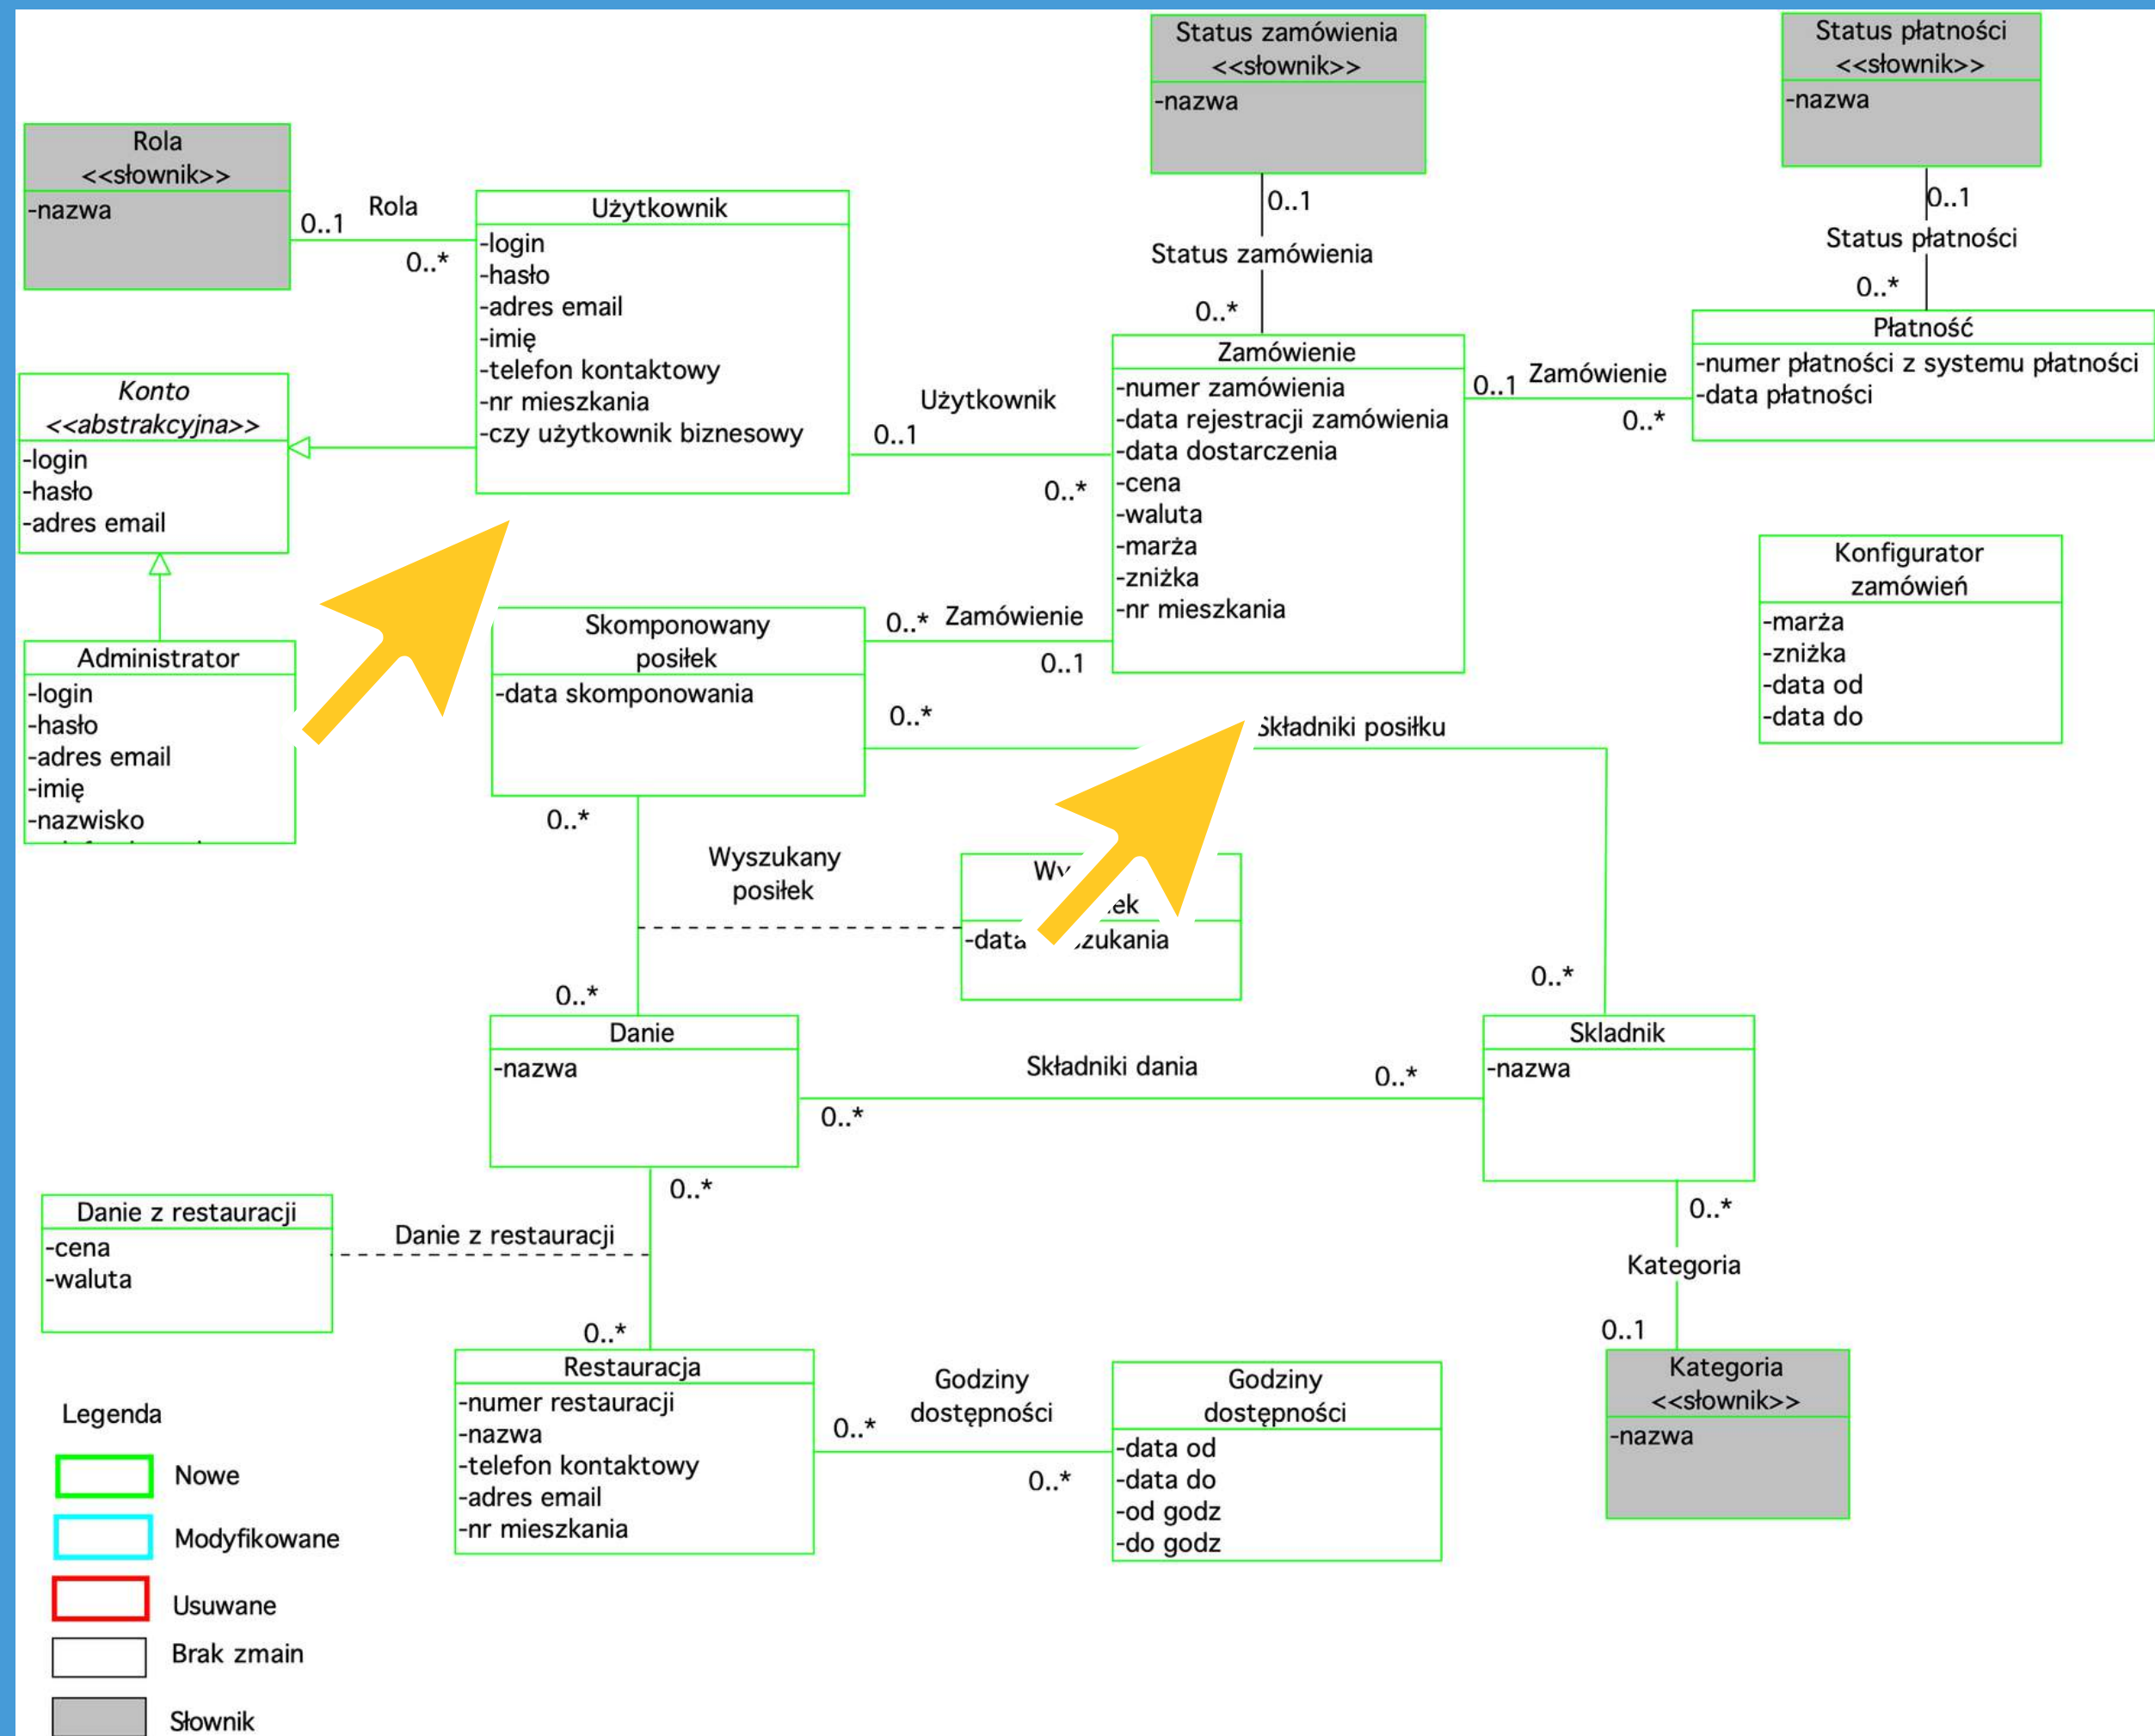 Status zamówienia
<<słownik>>
-nazwa
Status płatności
<<słownik>>
-nazwa
Rola
<<słownik>>
-nazwa
0..1
Rola
0..*
Użytkownik
-login
-hasło
-adres email
-imię
-telefon kontaktowy
-nr mieszkania
-czy użytkownik biznesowy
0..1
Status zamówienia
0..*
0..1
Status płatności
0..*
Konto
<<abstrakcyjna>>
-login
-hasło
-adres email
Użytkownik
0..1
0..*
Zamówienie
-numer zamówienia
-data rejestracji zamówienia
-data dostarczenia
-cena
-waluta
-marża
-zniżka
-nr mieszkania
0..1
Zamówienie
0..*
Płatność
-numer płatności z systemu płatności
-data płatności
Konfigurator
zamówień
-marża
-zniżka
-data od
-data do
Administrator
-login
-hasło
-adres email
-imię
-nazwisko
Skomponowany
posiłek
-data skomponowania
0..*
Zamówienie
0..1
0..*
Składniki posiłku
0..*
0..*
Wyszukany
posiłek
-data
0..*
Danie
-nazwa
Składniki dania
0..*
0..*
Skladnik
-nazwa
0..*
Danie z restauracji
-cena
-waluta
Danie z restauracji
0..*
0..*
Kategoria
0..1
Restauracja
-numer restauracji
-nazwa
-telefon kontaktowy
-adres email
-nr mieszkania
Godziny
dostępności
0..*
0..*
Godziny
dostępności
-data od
-data do
-od godz
-do godz
Kategoria
<<słownik>>
-nazwa
Legenda
Nowe
Modyfikowane
Usuwane
Brak zmain
Słownik